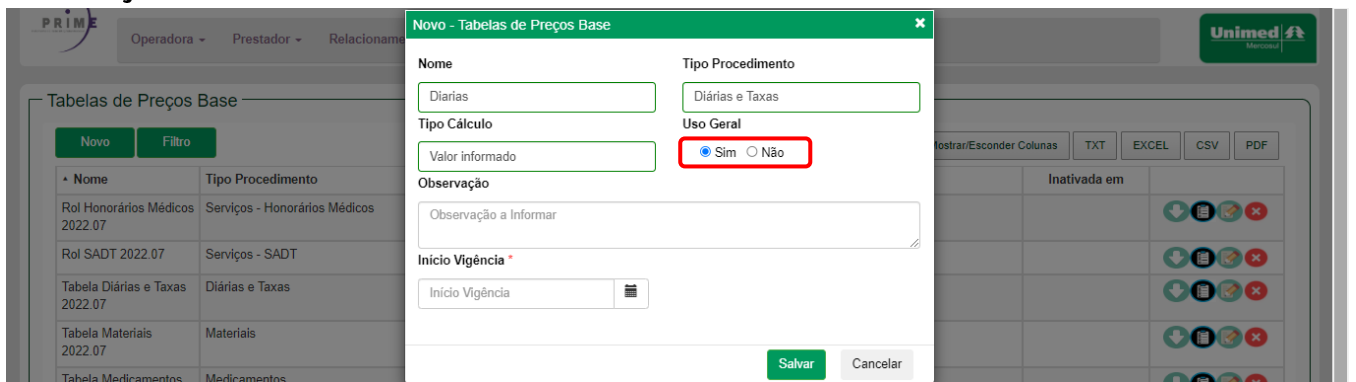 PRIME
Operadora
Prestador
Novo - Tabelas de Preços Base
Unimed
Mercosul
Nome
Tipo Procedimento
Diarias
Diárias e Taxas
Tipo Cálculo
Uso Geral
Valor informado
Sim
Não
Observação
Observação a Informar
Início Vigência *
Início Vigência
Salvar
Cancelar
Tabelas de Preços Base
Novo
Filtro
Mostrar/Esconder Colunas
TXT
EXCEL
CSV
PDF
Nome
Tipo Procedimento
Inativada em
Rol Honorários Médicos
2022.07
Serviços - Honorários Médicos
Rol SADT 2022.07
Serviços - SADT
Tabela Diárias e Taxas
2022.07
Diárias e Taxas
Tabela Materiais
2022.07
Materiais
Tabela Medicamentos
Medicamentos